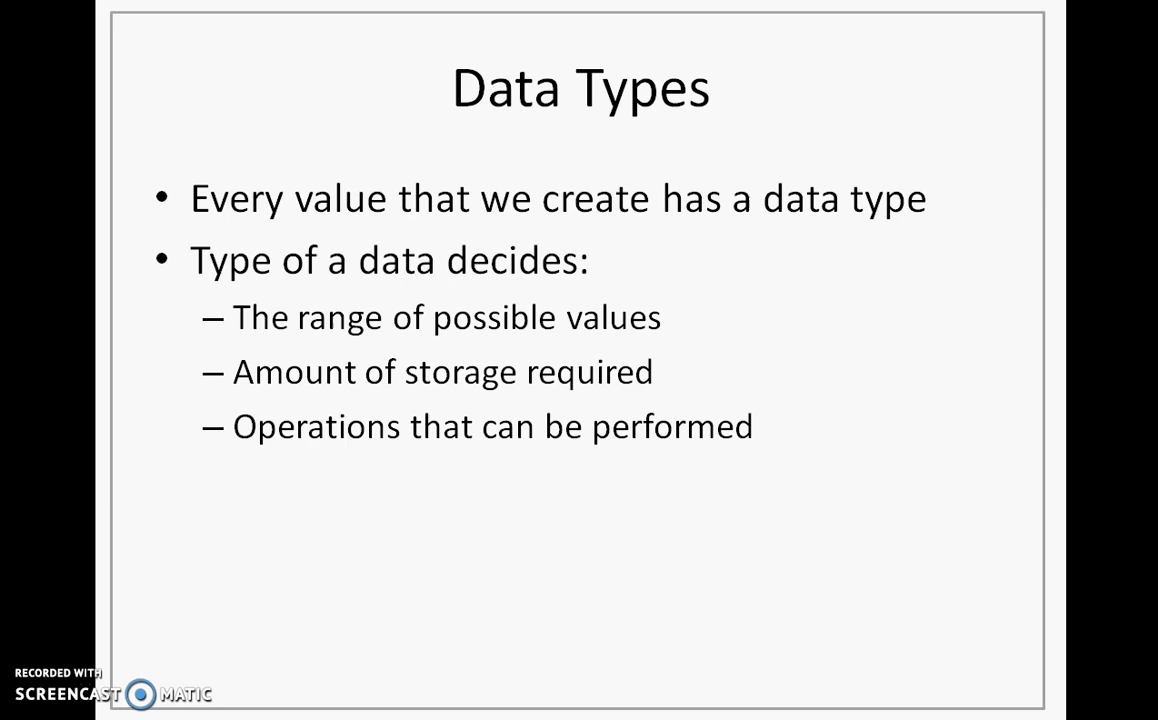 Data Types
• Every value that we create has a data type
• Type of a data decides:
– The range of possible values
– Amount of storage required
– Operations that can be performed
RECORDED WITH
SCREENCAST MATIC